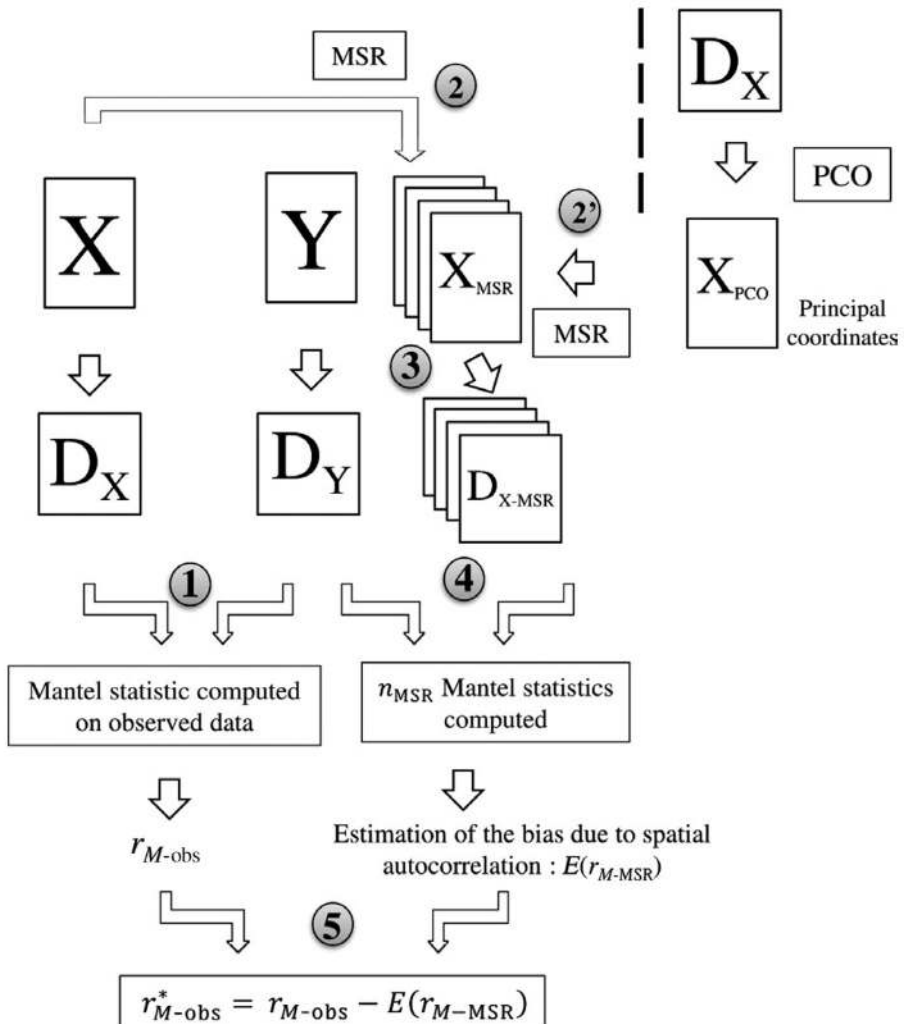 MSR
2
D_X
PCO
X
Y
X_MSR
2’
MSR
X_PCO
Principal
coordinates
3
D_X
D_Y
D_X-MSR
1
4
Mantel statistic computed
on observed data
n_MSR Mantel statistics
computed
r_M-obs
Estimation of the bias due to spatial
autocorrelation : E(r_M-MSR)
5
r*_M-obs = r_M-obs − E(r_M−MSR)